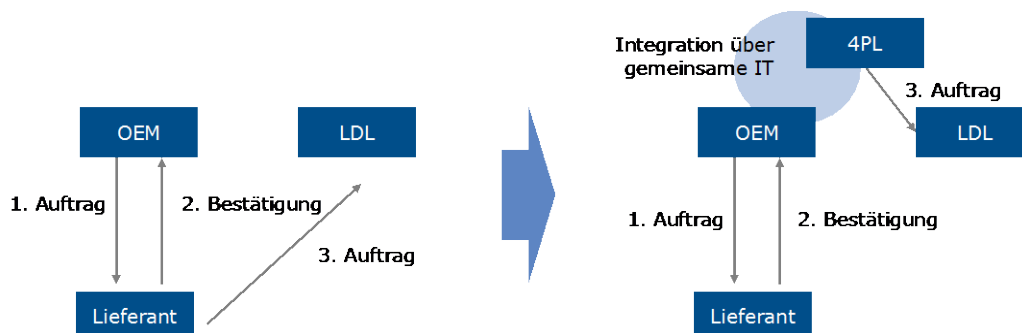 OEM
LDL
1. Auftrag
2. Bestätigung
3. Auftrag
Lieferant
Integration über
gemeinsame IT
4PL
3. Auftrag
OEM
LDL
1. Auftrag
2. Bestätigung
Lieferant